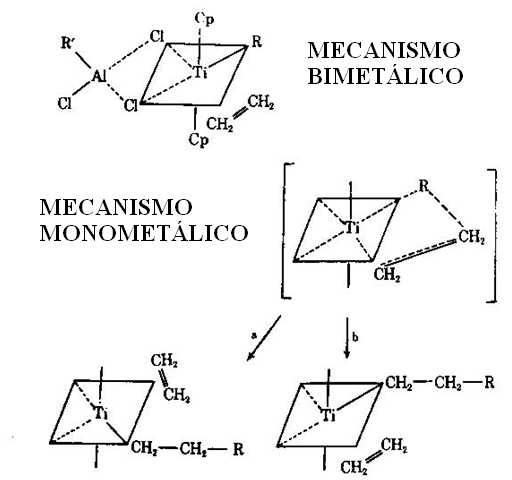 Cp
Cl
R
R'
MECANISMO
BIMETÁLICO
Ti
Al
Cl
Cl
CH₂
CH₂
Cp
MECANISMO
MONOMETÁLICO
R
Ti
CH₂
CH₂
a
b
CH₂
CH₂
Ti
CH₂—CH₂—R
CH₂—CH₂—R
Ti
CH₂
CH₂